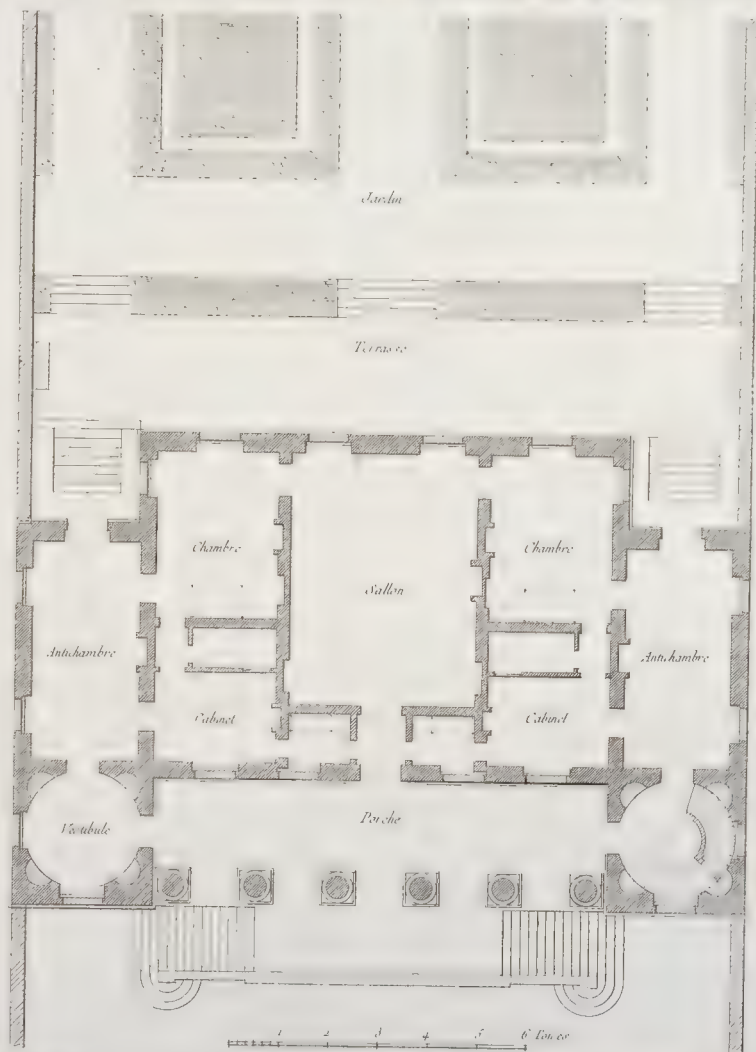 Jardin
Terrasse
Chambre
Chambre
Sallon
Antichambre
Antichambre
Cabinet
Cabinet
Vestibule
Porche
1 2 3 4 5 6 Toises